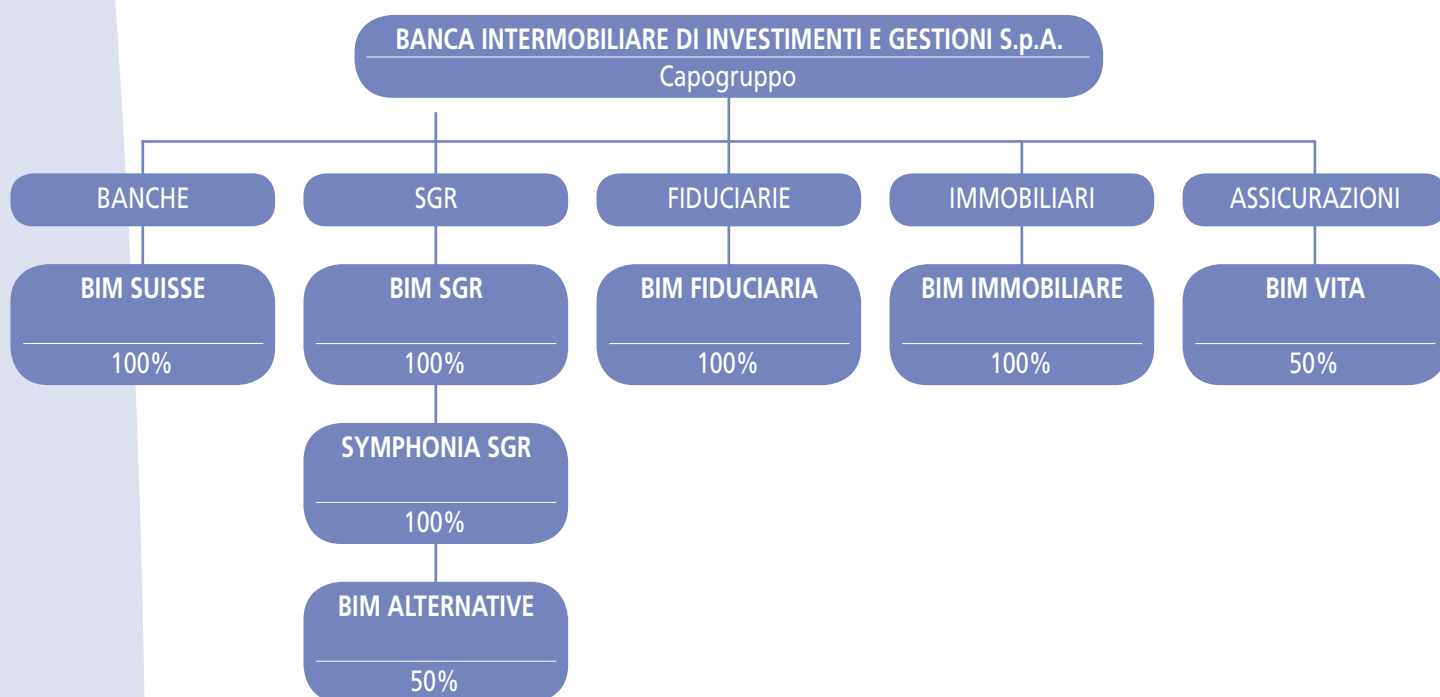 BANCA INTERMOBILIARE DI INVESTIMENTI E GESTIONI S.p.A.
Capogruppo
BANCHE
SGR
FIDUCIARIE
IMMOBILIARI
ASSICURAZIONI
BIM SUISSE
100%
BIM SGR
100%
BIM FIDUCIARIA
100%
BIM IMMOBILIARE
100%
BIM VITA
50%
SYMPHONIA SGR
100%
BIM ALTERNATIVE
50%